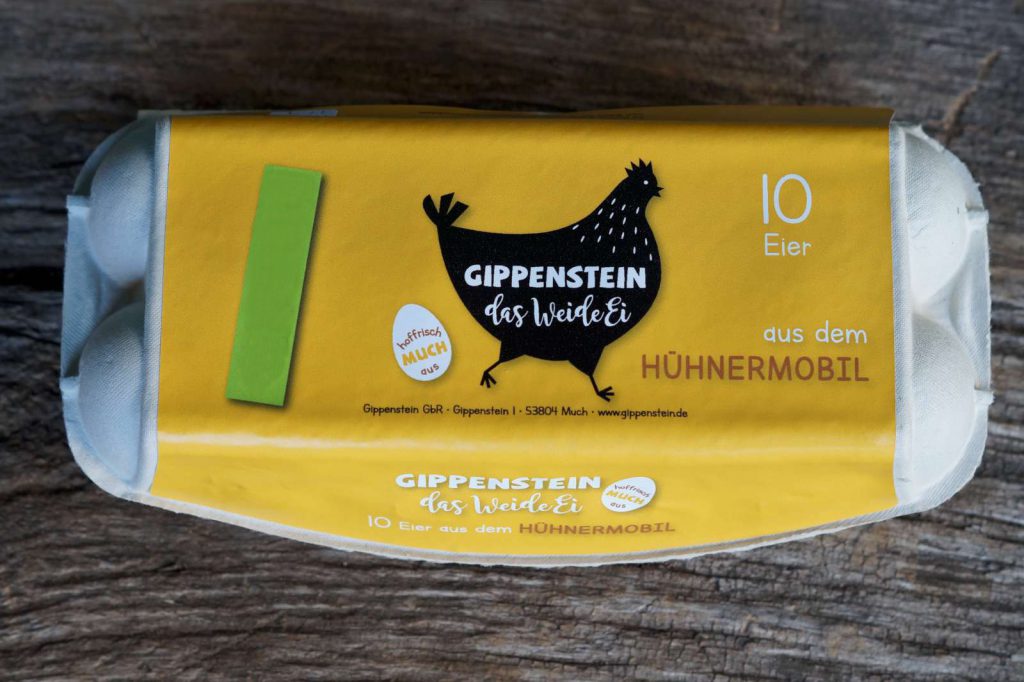 10
Eier
GIPPENSTEIN
das WeideEi
hoffrisch
MUCH
aus
aus dem
HÜHNERMOBIL
Gippenstein GbR · Gippenstein 1 · 53804 Much · www.gippenstein.de
GIPPENSTEIN
das WeideEi
hoffrisch
MUCH
aus
10 Eier aus dem HÜHNERMOBIL